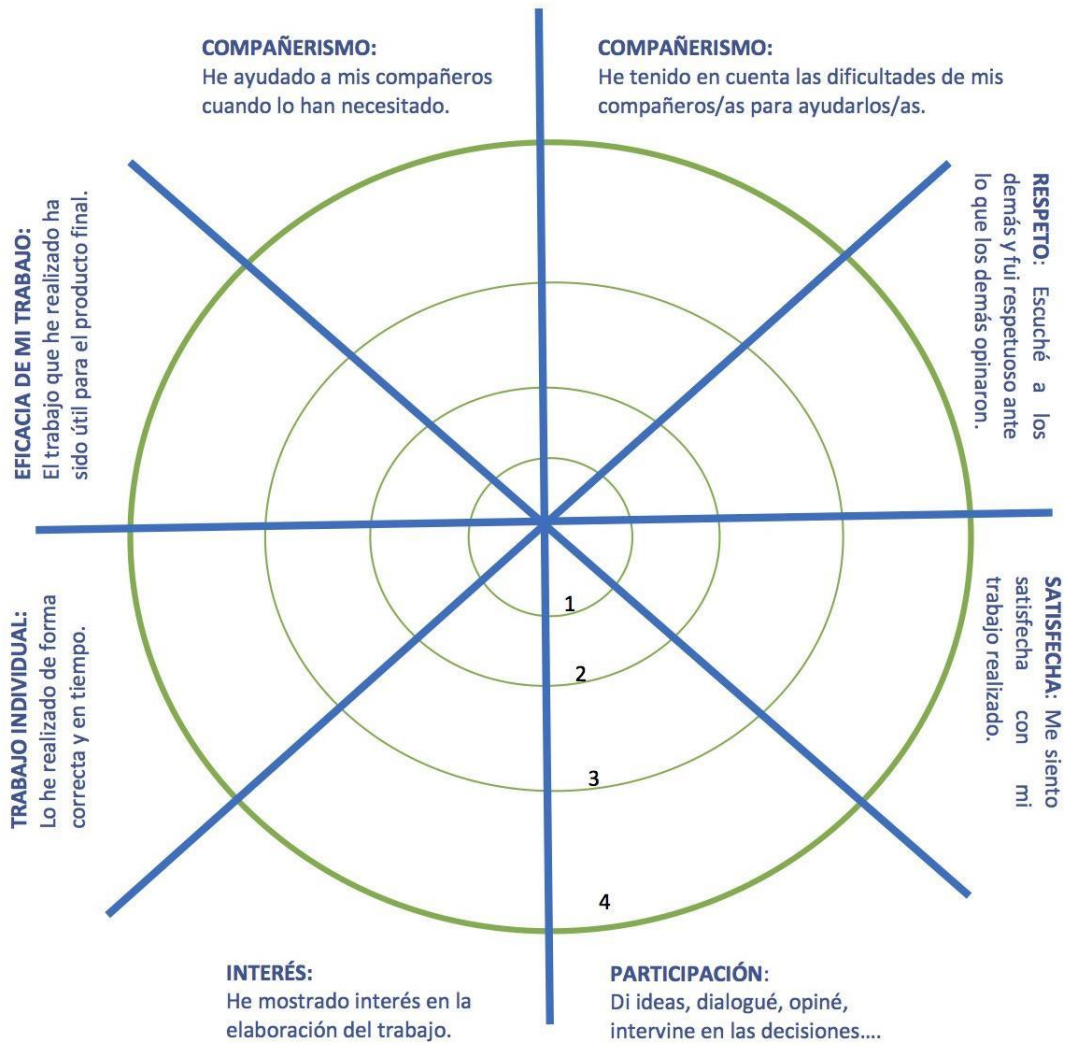 COMPAÑERISMO:
He ayudado a mis compañeros
cuando lo han necesitado.
COMPAÑERISMO:
He tenido en cuenta las dificultades de mis
compañeros/as para ayudarlos/as.
EFICACIA DE MI TRABAJO:
El trabajo que he realizado ha
sido útil para el producto final.
RESPETO: Escuché a los
demás y fui respetuoso ante
lo que los demás opinaron.
TRABAJO INDIVIDUAL:
Lo he realizado de forma
correcta y en tiempo.
SATISFECHA: Me siento
satisfecha con mi
trabajo realizado.
1
2
3
4
INTERÉS:
He mostrado interés en la
elaboración del trabajo.
PARTICIPACIÓN:
Di ideas, dialogué, opiné,
intervine en las decisiones....